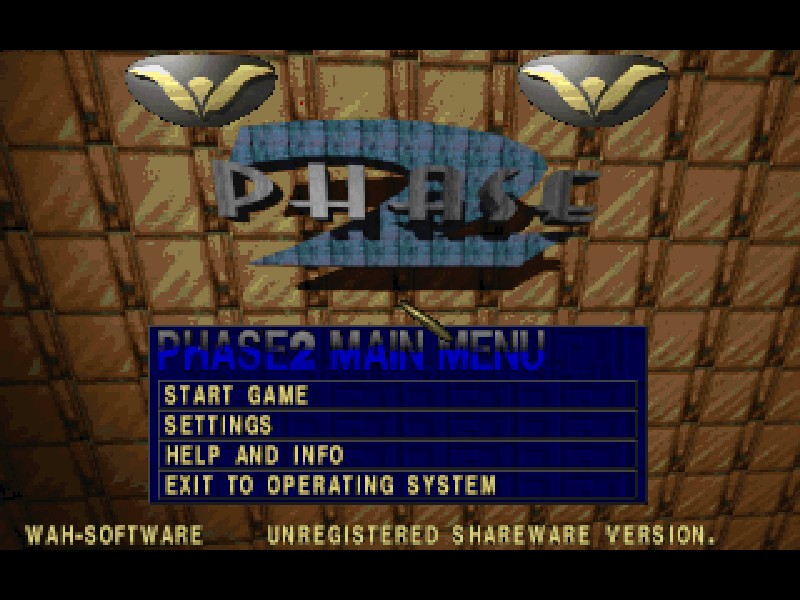 PHASE
2
PHASE2 MAIN MENU
START GAME
SETTINGS
HELP AND INFO
EXIT TO OPERATING SYSTEM
WAH-SOFTWARE UNREGISTERED SHAREWARE VERSION.